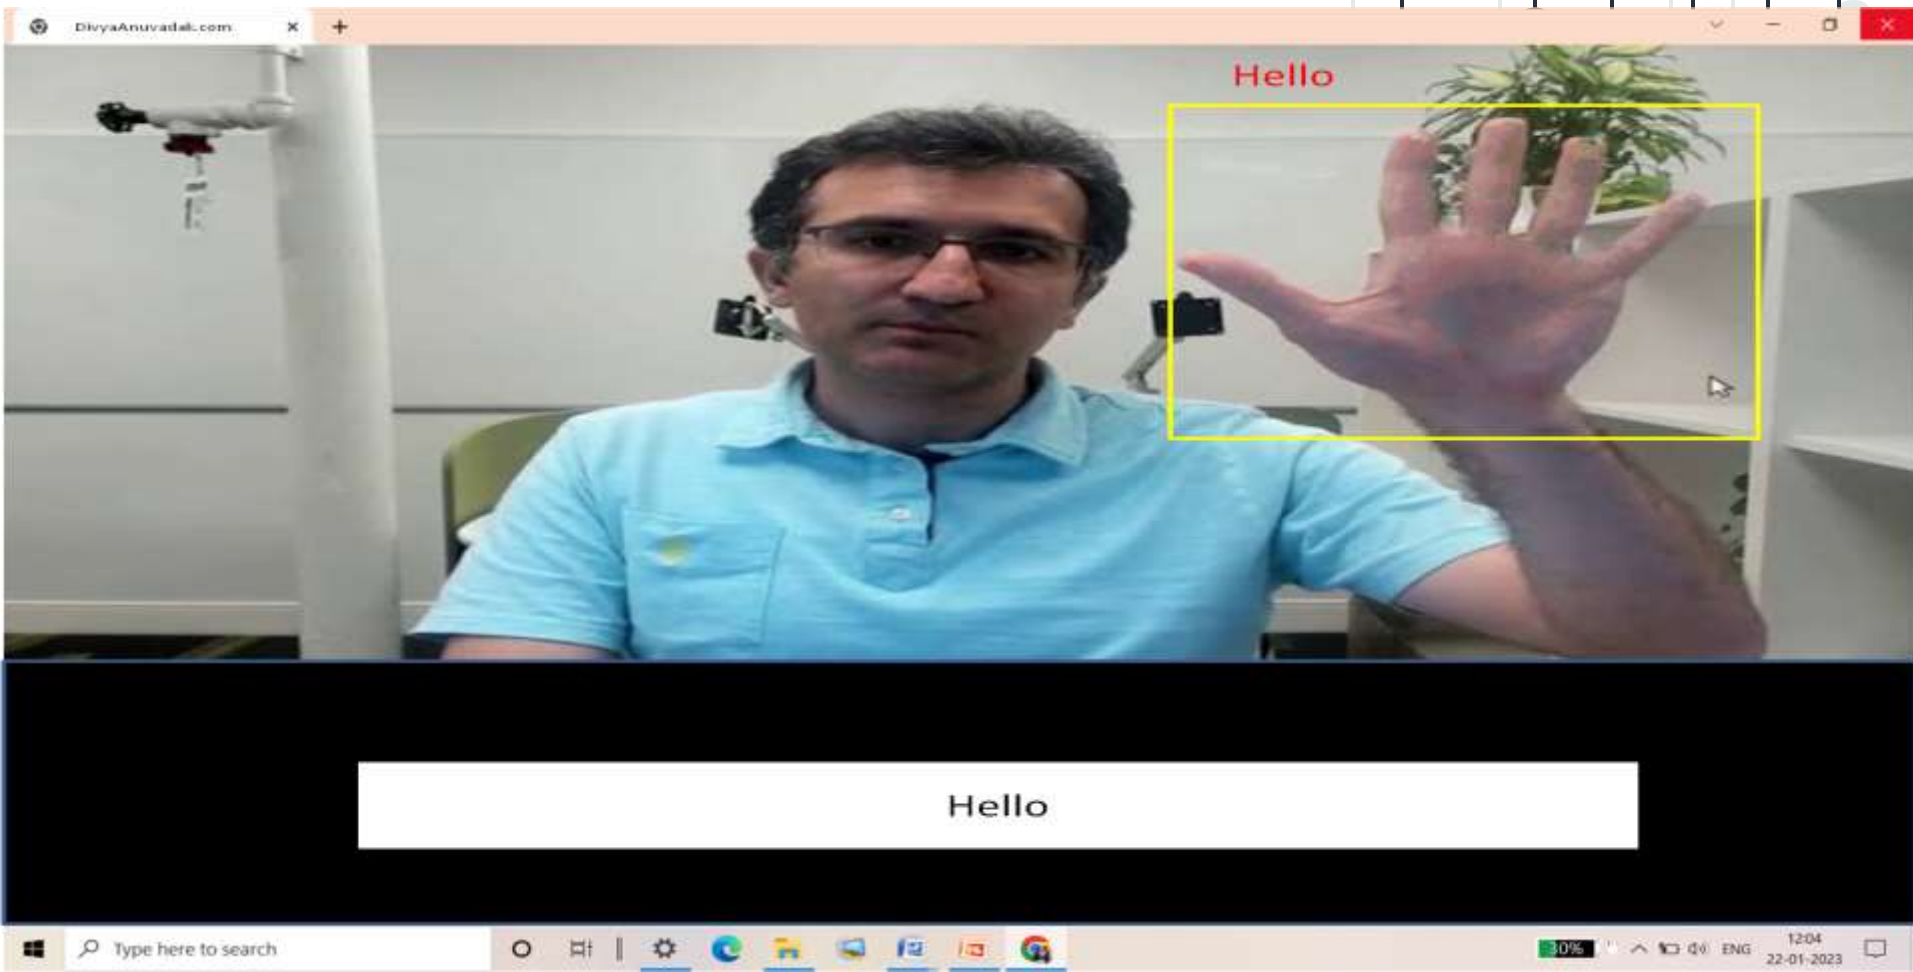 DivyaAnuvadak.com
Hello
Hello
Type here to search
30%
ENG
12:04
22-01-2023